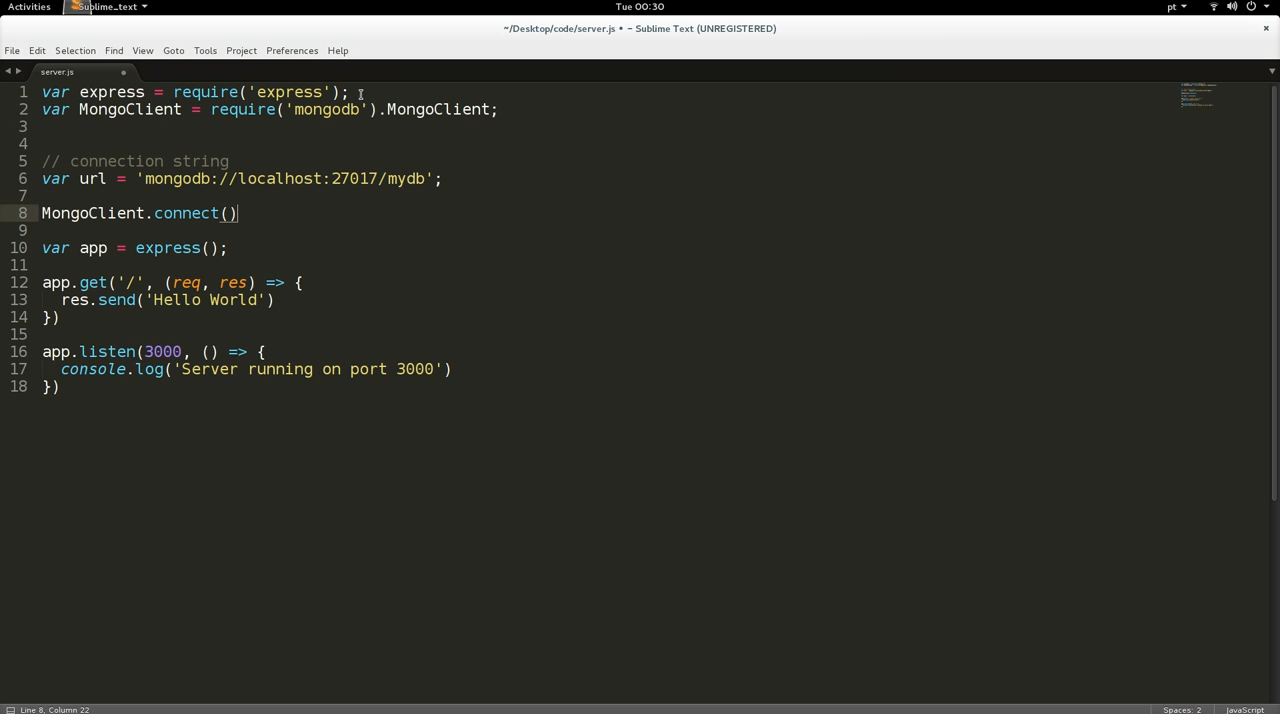 Activities
Sublime_text
Tue 00:30
pt
~/Desktop/code/server.js • - Sublime Text (UNREGISTERED)
File Edit Selection Find View Goto Tools Project Preferences Help
server.js
1 var express = require('express');
2 var MongoClient = require('mongodb').MongoClient;
3
4
5 // connection string
6 var url = 'mongodb://localhost:27017/mydb';
7
8 MongoClient.connect()
9
10 var app = express();
11
12 app.get('/', (req, res) => {
13   res.send('Hello World')
14 })
15
16 app.listen(3000, () => {
17   console.log('Server running on port 3000')
18 })
Line 8, Column 22
Spaces: 2
JavaScript